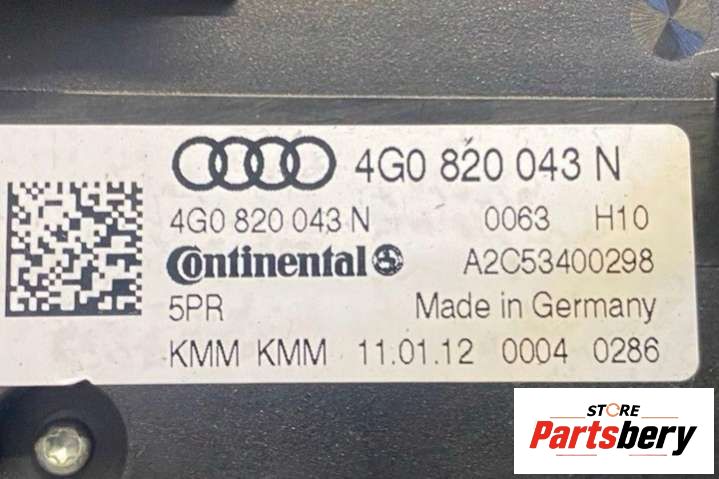 4G0 820 043 N
4G0 820 043 N 0063 H10
Continental A2C53400298
5PR Made in Germany
KMM KMM 11.01.12 0004 0286
STORE
Partsbery